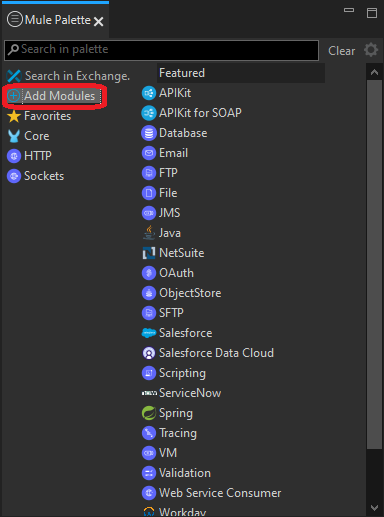 Mule Palette
Search in palette
Clear
Search in Exchange.
Add Modules
Favorites
Core
HTTP
Sockets
Featured
APIKit
APIKit for SOAP
Database
Email
FTP
File
JMS
Java
NetSuite
OAuth
ObjectStore
SFTP
Salesforce
Salesforce Data Cloud
Scripting
ServiceNow
Spring
Tracing
VM
Validation
Web Service Consumer
Workday